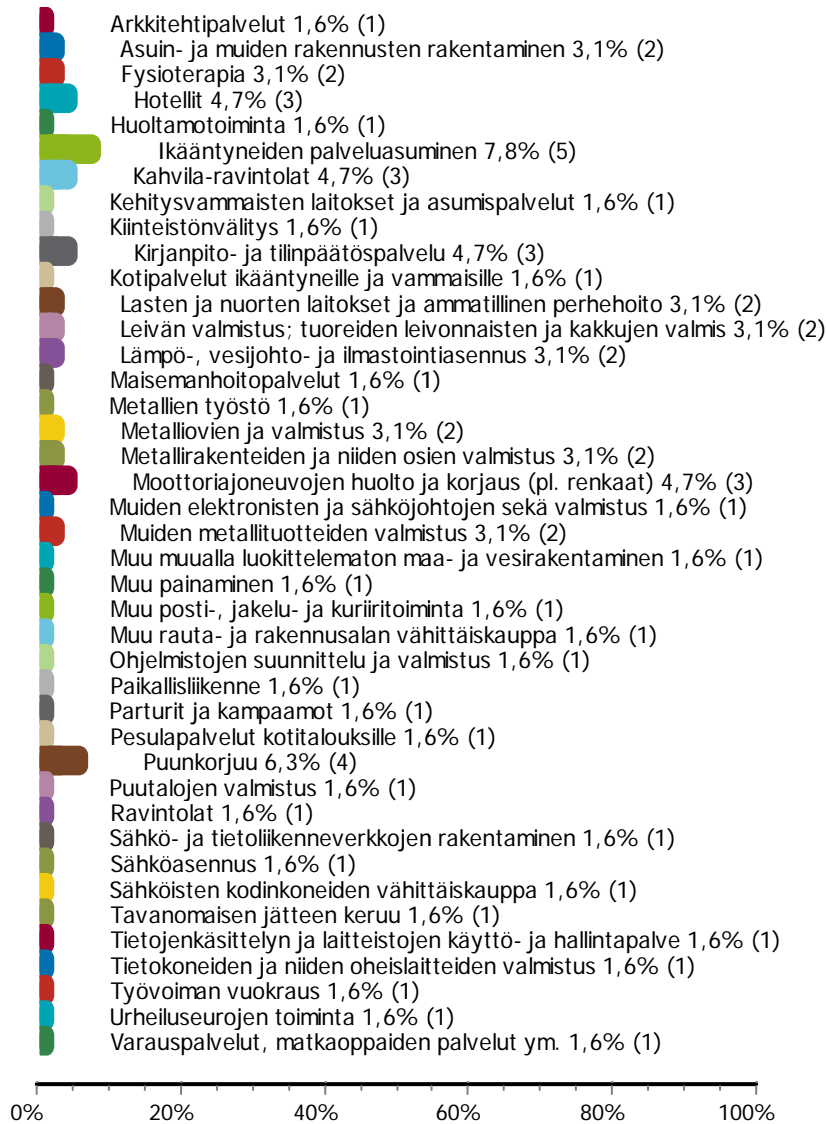 Arkkitehtipalvelut 1,6% (1)
Asuin- ja muiden rakennusten rakentaminen 3,1% (2)
Fysioterapia 3,1% (2)
Hotellit 4,7% (3)
Huoltamotoiminta 1,6% (1)
Ikääntyneiden palveluasuminen 7,8% (5)
Kahvila-ravintolat 4,7% (3)
Kehitysvammaisten laitokset ja asumispalvelut 1,6% (1)
Kiinteistönvälitys 1,6% (1)
Kirjanpito- ja tilinpäätöspalvelu 4,7% (3)
Kotipalvelut ikääntyneille ja vammaisille 1,6% (1)
Lasten ja nuorten laitokset ja ammatillinen perhehoito 3,1% (2)
Leivän valmistus; tuoreiden leivonnaisten ja kakkujen valmis 3,1% (2)
Lämpö-, vesijohto- ja ilmastointiasennus 3,1% (2)
Maisemanhoitopalvelut 1,6% (1)
Metallien työstö 1,6% (1)
Metalliovien ja valmistus 3,1% (2)
Metallirakenteiden ja niiden osien valmistus 3,1% (2)
Moottoriajoneuvojen huolto ja korjaus (pl. renkaat) 4,7% (3)
Muiden elektronisten ja sähköjohtojen sekä valmistus 1,6% (1)
Muiden metallituotteiden valmistus 3,1% (2)
Muu muualla luokittelematon maa- ja vesirakentaminen 1,6% (1)
Muu painaminen 1,6% (1)
Muu posti-, jakelu- ja kuriiritoiminta 1,6% (1)
Muu rauta- ja rakennusalan vähittäiskauppa 1,6% (1)
Ohjelmistojen suunnittelu ja valmistus 1,6% (1)
Paikallisliikenne 1,6% (1)
Parturit ja kampaamot 1,6% (1)
Pesulapalvelut kotitalouksille 1,6% (1)
Puunkorjuu 6,3% (4)
Puutalojen valmistus 1,6% (1)
Ravintolat 1,6% (1)
Sähkö- ja tietoliikenneverkkojen rakentaminen 1,6% (1)
Sähköasennus 1,6% (1)
Sähköisten kodinkoneiden vähittäiskauppa 1,6% (1)
Tavanomaisen jätteen keruu 1,6% (1)
Tietojenkäsittelyn ja laitteistojen käyttö- ja hallintapalve 1,6% (1)
Tietokoneiden ja niiden oheislaitteiden valmistus 1,6% (1)
Työvoiman vuokraus 1,6% (1)
Urheiluseurojen toiminta 1,6% (1)
Varauspalvelut, matkaoppaiden palvelut ym. 1,6% (1)
0% 20% 40% 60% 80% 100%